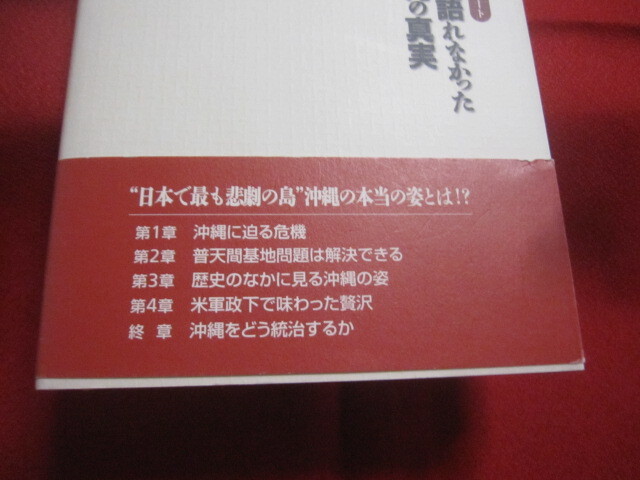 ート
語れなかった
の真実
“日本で最も悲劇の島”沖縄の本当の姿とは!?
第1章 沖縄に迫る危機
第2章 普天間基地問題は解決できる
第3章 歴史のなかに見る沖縄の姿
第4章 米軍政下で味わった贅沢
終 章 沖縄をどう統治するか